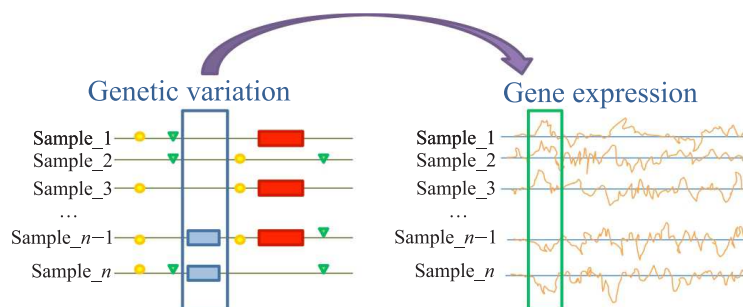 Genetic variation
Sample_1
Sample_2
Sample_3
...
Sample_n−1
Sample_n
Gene expression
Sample_1
Sample_2
Sample_3
...
Sample_n−1
Sample_n